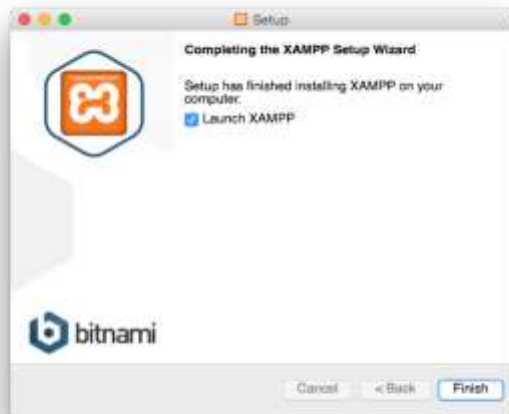 Setup
Completing the XAMPP Setup Wizard
Setup has finished installing XAMPP on your
computer.
Launch XAMPP
bitnami
Cancel
< Back
Finish